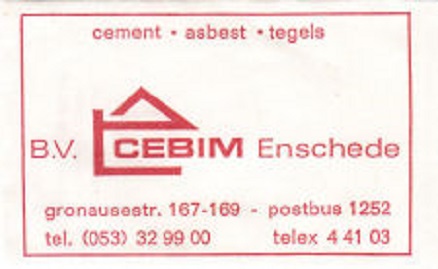 cement • asbest • tegels
B.V. CEBIM Enschede
gronausestr. 167-169 - postbus 1252
tel. (053) 32 99 00 telex 4 41 03